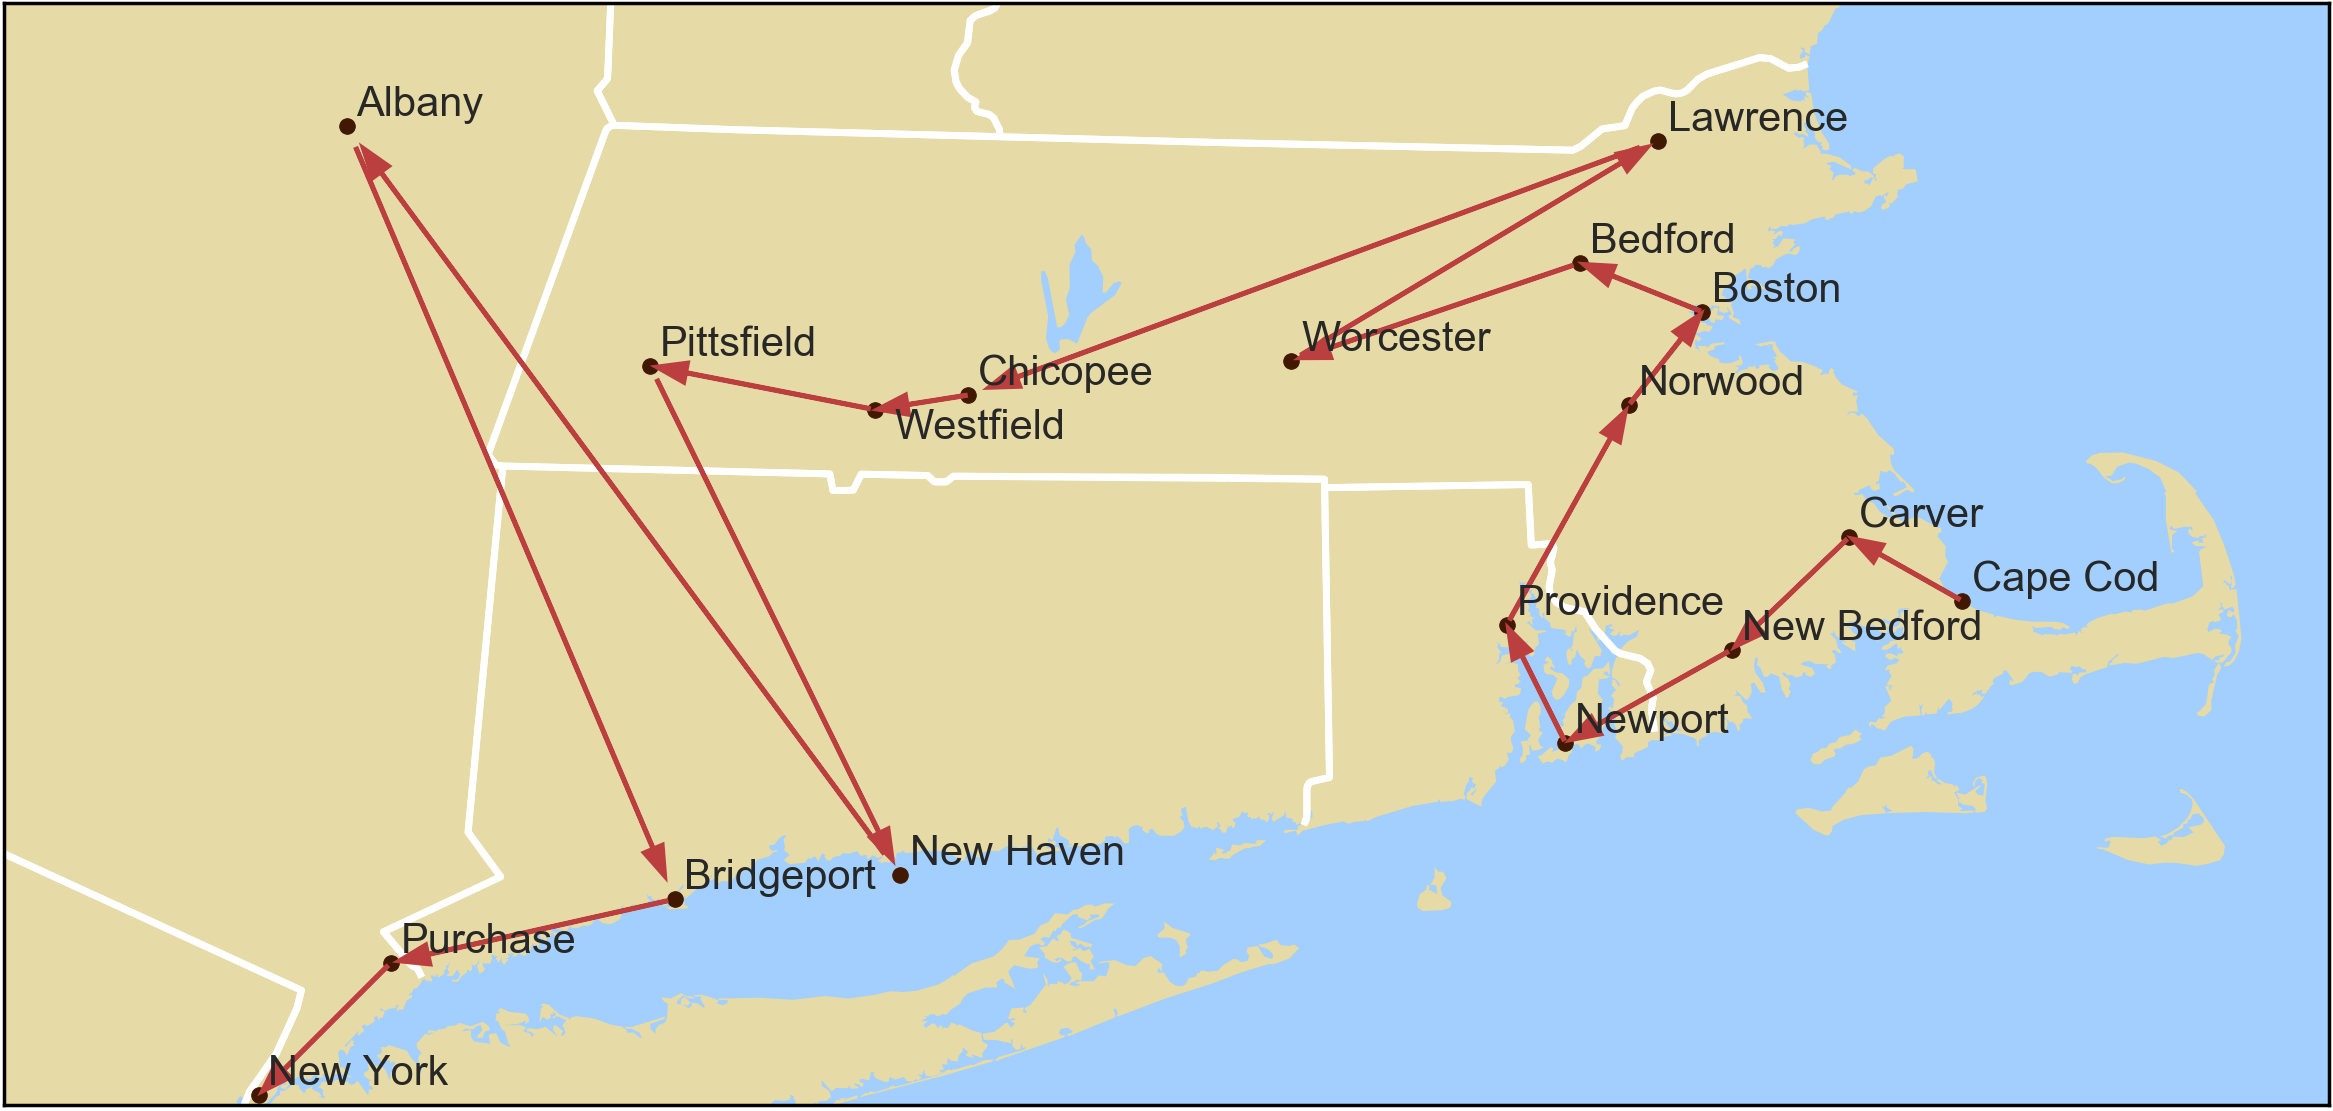 Albany
Lawrence
Bedford
Boston
Pittsfield
Worcester
Chicopee
Norwood
Westfield
Carver
Cape Cod
Providence
New Bedford
Newport
New Haven
Bridgeport
Purchase
New York